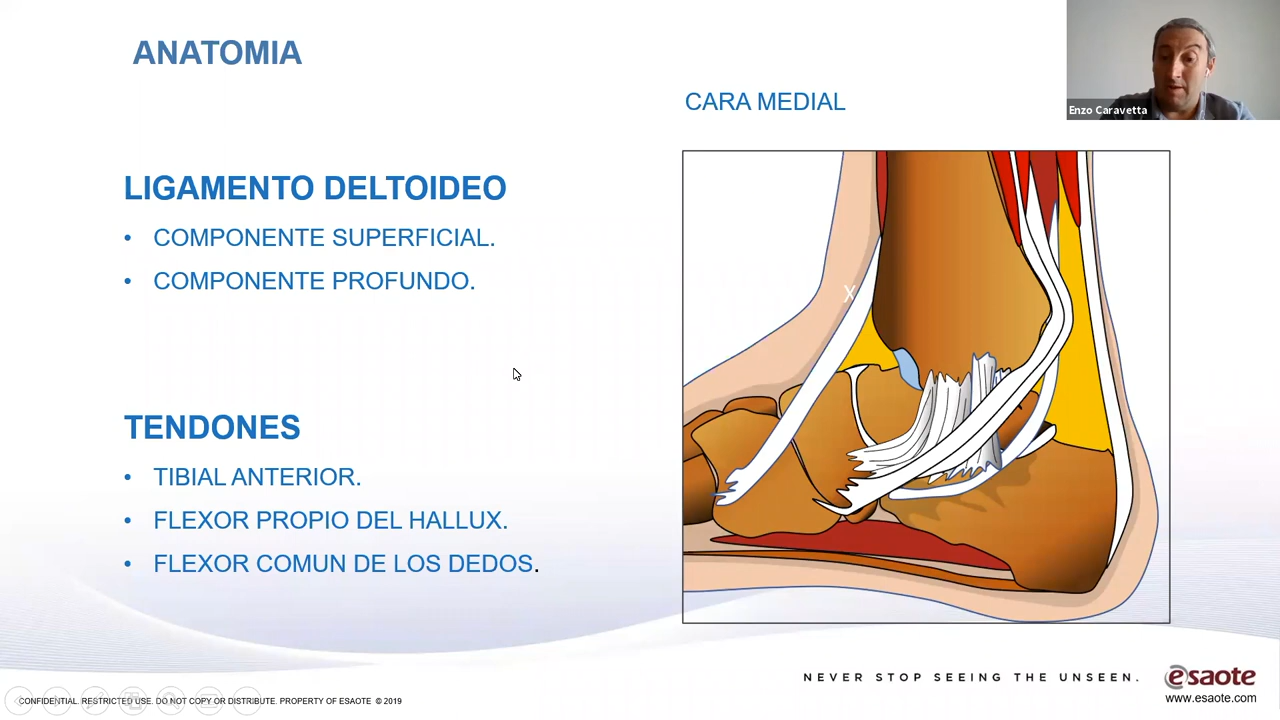 ANATOMIA
CARA MEDIAL
Enzo Caravetta
LIGAMENTO DELTOIDEO
• COMPONENTE SUPERFICIAL.
• COMPONENTE PROFUNDO.
X
TENDONES
• TIBIAL ANTERIOR.
• FLEXOR PROPIO DEL HALLUX.
• FLEXOR COMUN DE LOS DEDOS.
NEVER STOP SEEING THE UNSEEN.
esaote
www.esaote.com
CONFIDENTIAL. RESTRICTED USE. DO NOT COPY OR DISTRIBUTE. PROPERTY OF ESAOTE © 2019